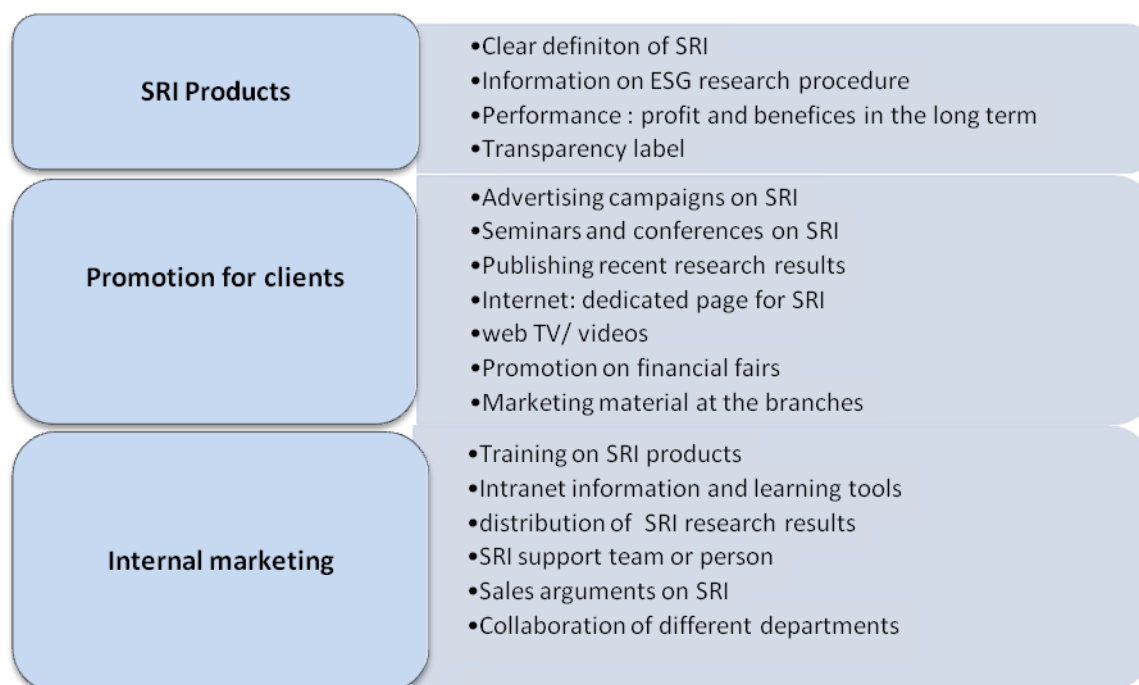 SRI Products
•Clear definiton of SRI
•Information on ESG research procedure
•Performance : profit and benefices in the long term
•Transparency label
Promotion for clients
•Advertising campaigns on SRI
•Seminars and conferences on SRI
•Publishing recent research results
•Internet: dedicated page for SRI
•web TV/ videos
•Promotion on financial fairs
•Marketing material at the branches
Internal marketing
•Training on SRI products
•Intranet information and learning tools
•distribution of SRI research results
•SRI support team or person
•Sales arguments on SRI
•Collaboration of different departments